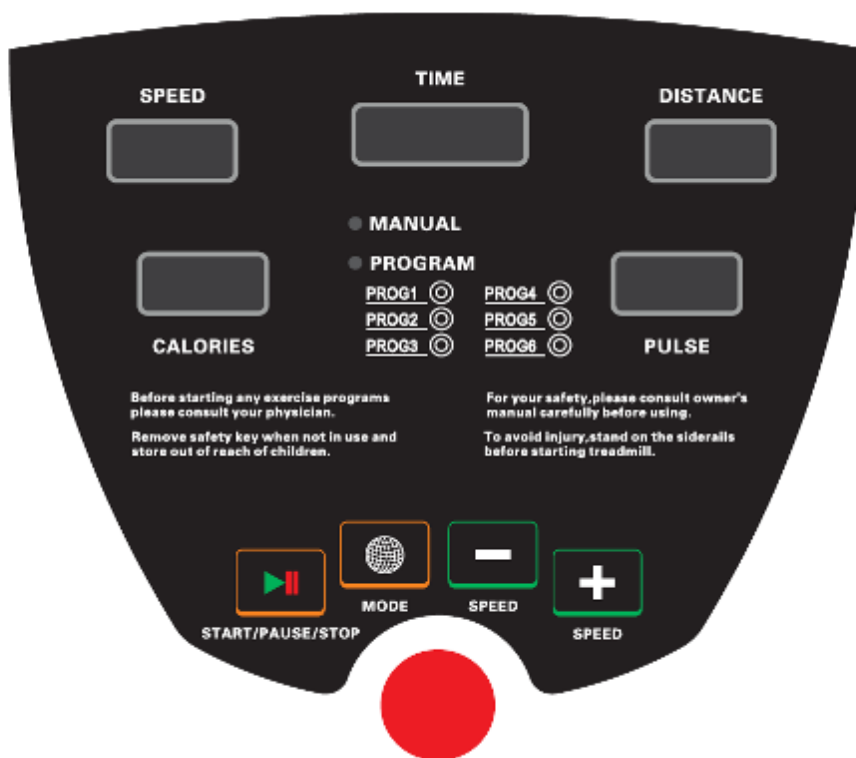 TIME
SPEED
DISTANCE
MANUAL
PROGRAM
PROG1 PROG4
PROG2 PROG5
PROG3 PROG6
CALORIES
PULSE
Before starting any exercise programs
please consult your physician.
Remove safety key when not in use and
store out of reach of children.
For your safety,please consult owner's
manual carefully before using.
To avoid injury,stand on the siderails
before starting treadmill.
START/PAUSE/STOP
MODE
SPEED
SPEED